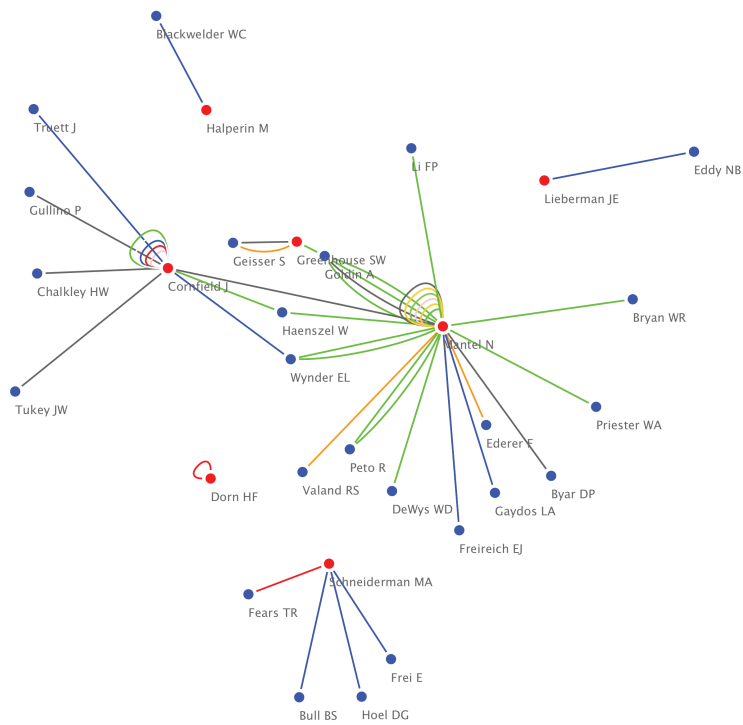 Blackwelder WC
Truett J
Halperin M
Li FP
Eddy NB
Lieberman JE
Gullino P
Geisser S
Greenhouse SW
Goldin A
Chalkley HW
Cornfield J
Bryan WR
Haenszel W
Mantel N
Wynder EL
Tukey JW
Priester WA
Ederer F
Peto R
Valand RS
Dorn HF
DeWys WD
Byar DP
Gaydos LA
Freireich EJ
Schneiderman MA
Fears TR
Frei E
Bull BS
Hoel DG